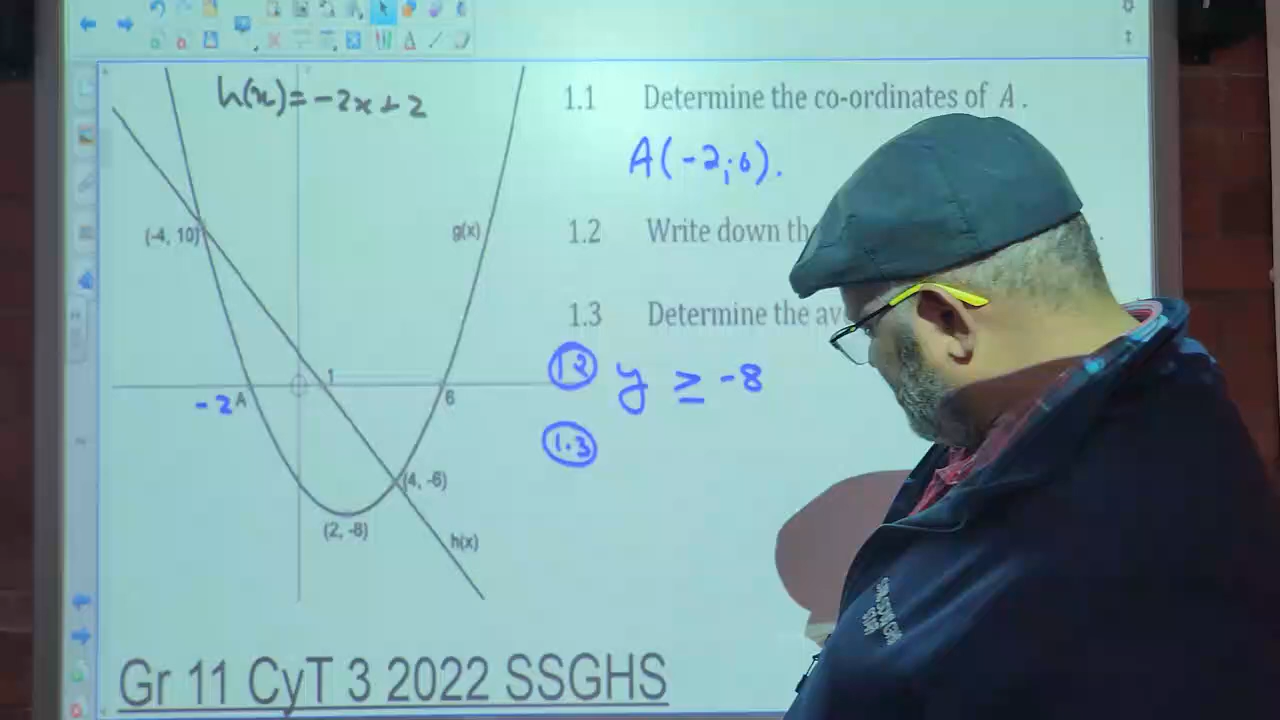 h(x)=-2x+2
1.1 Determine the co-ordinates of A.
A(-2;0).
(-4, 10)
g(x)
1.2 Write down th
1.3 Determine the av
1.2 y ≥ -8
1
-2 A
6
1.3
(4, -6)
(2, -8)
h(x)
Gr 11 CyT 3 2022 SSGHS